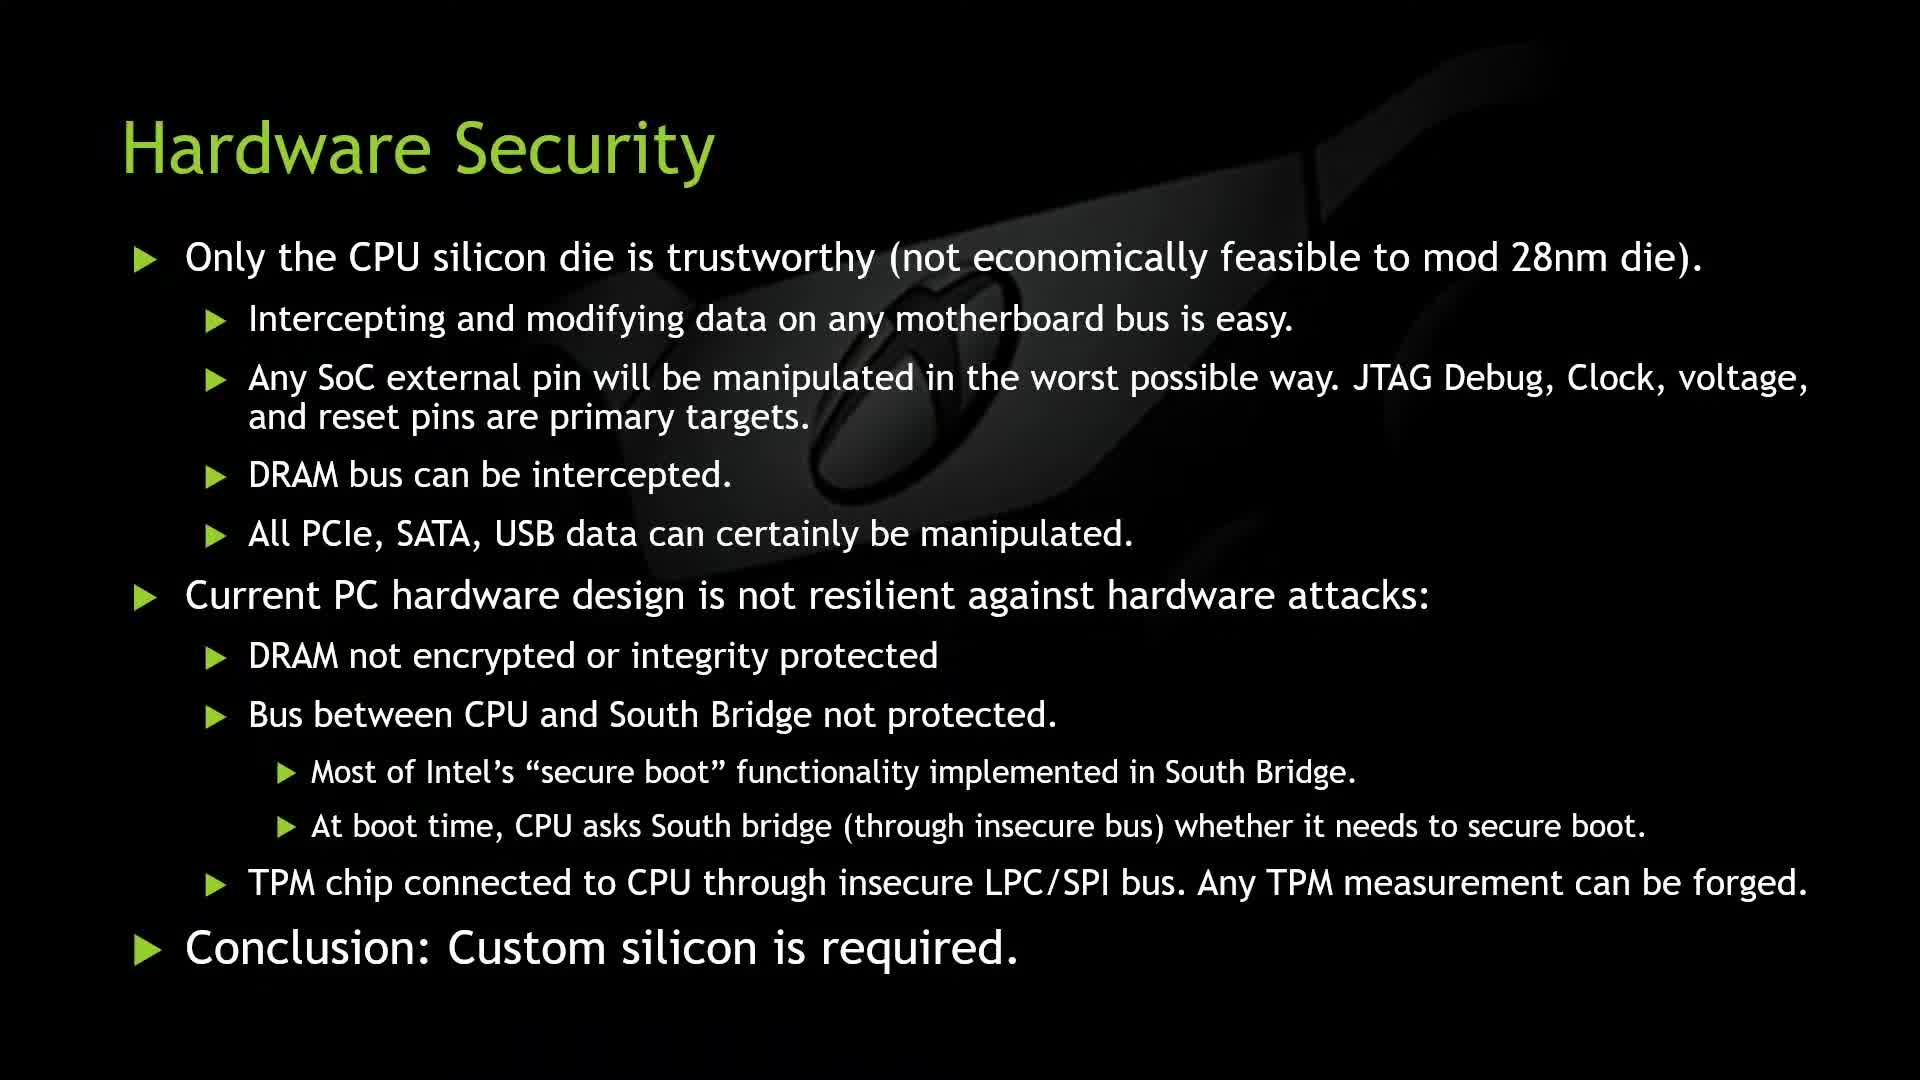 Hardware Security
Only the CPU silicon die is trustworthy (not economically feasible to mod 28nm die).
Intercepting and modifying data on any motherboard bus is easy.
Any SoC external pin will be manipulated in the worst possible way. JTAG Debug, Clock, voltage,
and reset pins are primary targets.
DRAM bus can be intercepted.
All PCIe, SATA, USB data can certainly be manipulated.
Current PC hardware design is not resilient against hardware attacks:
DRAM not encrypted or integrity protected
Bus between CPU and South Bridge not protected.
Most of Intel’s “secure boot” functionality implemented in South Bridge.
At boot time, CPU asks South bridge (through insecure bus) whether it needs to secure boot.
TPM chip connected to CPU through insecure LPC/SPI bus. Any TPM measurement can be forged.
Conclusion: Custom silicon is required.